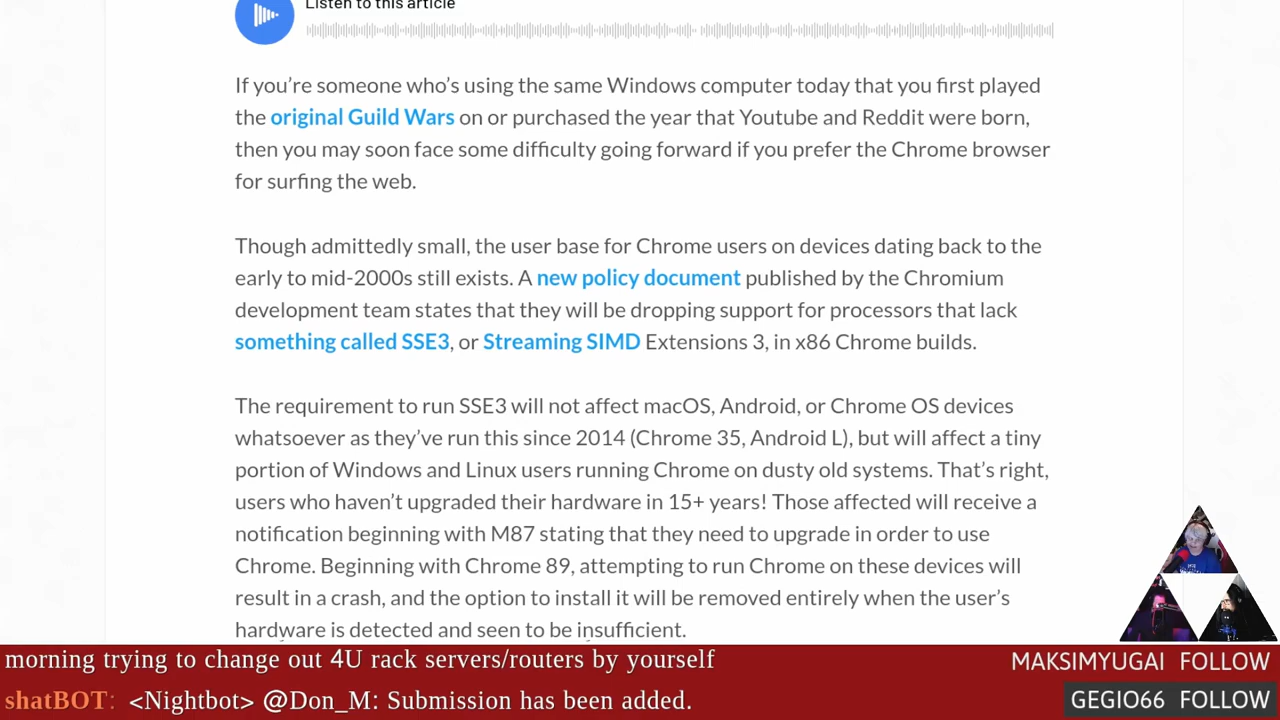 Listen to this article
If you're someone who's using the same Windows computer today that you first played
the original Guild Wars on or purchased the year that Youtube and Reddit were born,
then you may soon face some difficulty going forward if you prefer the Chrome browser
for surfing the web.
Though admittedly small, the user base for Chrome users on devices dating back to the
early to mid-2000s still exists. A new policy document published by the Chromium
development team states that they will be dropping support for processors that lack
something called SSE3, or Streaming SIMD Extensions 3, in x86 Chrome builds.
The requirement to run SSE3 will not affect macOS, Android, or Chrome OS devices
whatsoever as they've run this since 2014 (Chrome 35, Android L), but will affect a tiny
portion of Windows and Linux users running Chrome on dusty old systems. That's right,
users who haven't upgraded their hardware in 15+ years! Those affected will receive a
notification beginning with M87 stating that they need to upgrade in order to use
Chrome. Beginning with Chrome 89, attempting to run Chrome on these devices will
result in a crash, and the option to install it will be removed entirely when the user's
hardware is detected and seen to be insufficient.
morning trying to change out 4U rack servers/routers by yourself
shatBOT: <Nightbot> @Don_M: Submission has been added.
MAKSIMYUGAI FOLLOW
GEGIO66 FOLLOW